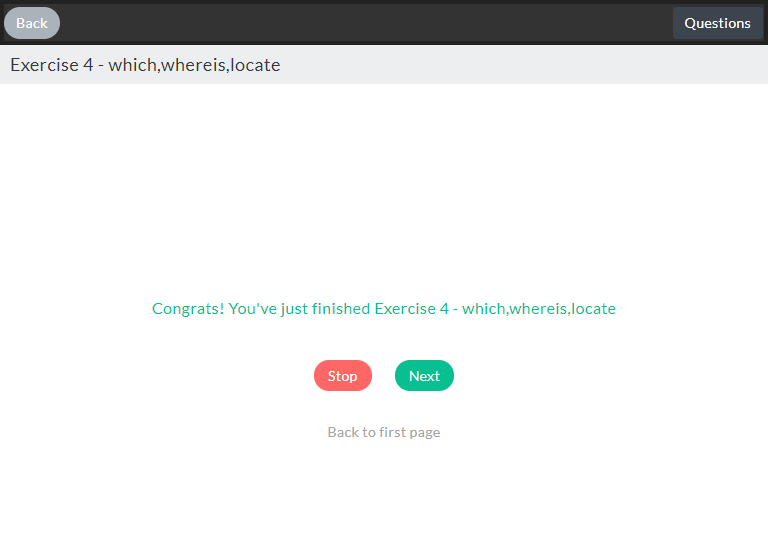 Back
Questions
Exercise 4 - which,whereis,locate
Congrats! You've just finished Exercise 4 - which,whereis,locate
Stop
Next
Back to first page